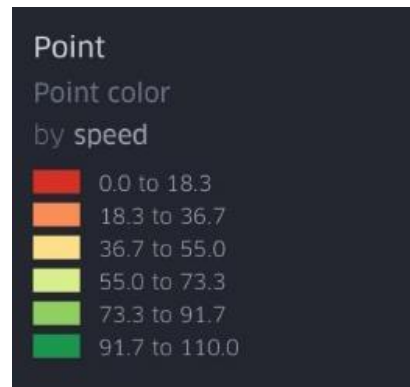 Point
Point color
by speed
0.0 to 18.3
18.3 to 36.7
36.7 to 55.0
55.0 to 73.3
73.3 to 91.7
91.7 to 110.0